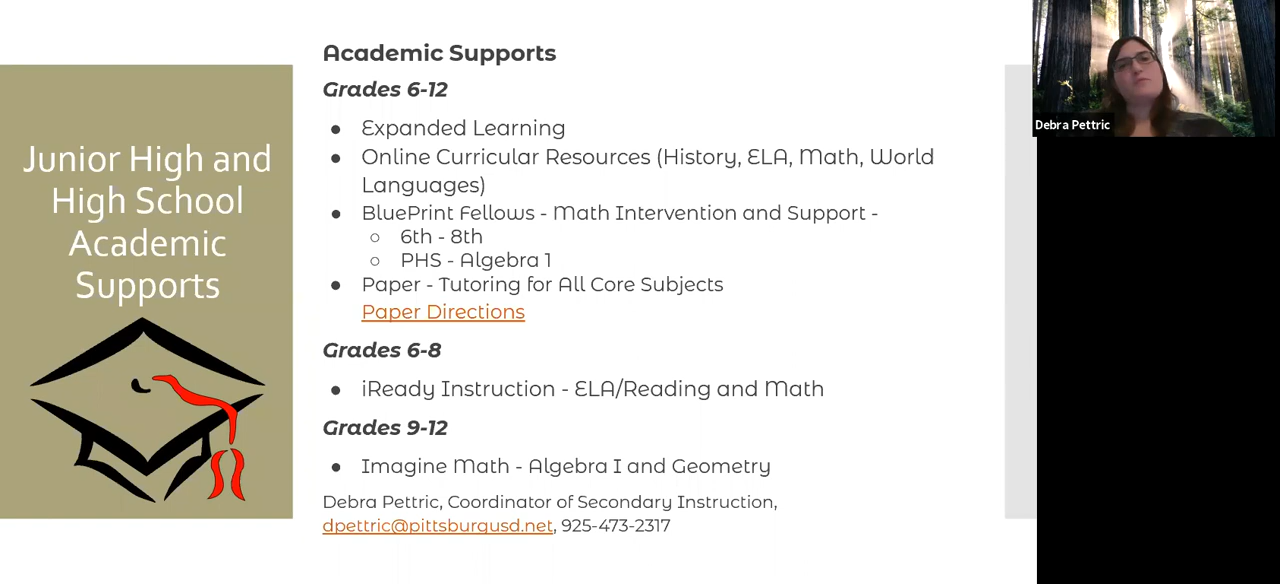 Junior High and
High School
Academic
Supports
Academic Supports
Grades 6-12
● Expanded Learning
● Online Curricular Resources (History, ELA, Math, World
Languages)
● BluePrint Fellows - Math Intervention and Support -
○ 6th - 8th
○ PHS - Algebra 1
● Paper - Tutoring for All Core Subjects
Paper Directions
Grades 6-8
● iReady Instruction - ELA/Reading and Math
Grades 9-12
● Imagine Math - Algebra I and Geometry
Debra Pettric, Coordinator of Secondary Instruction,
dpettric@pittsburgusd.net, 925-473-2317
Debra Pettric